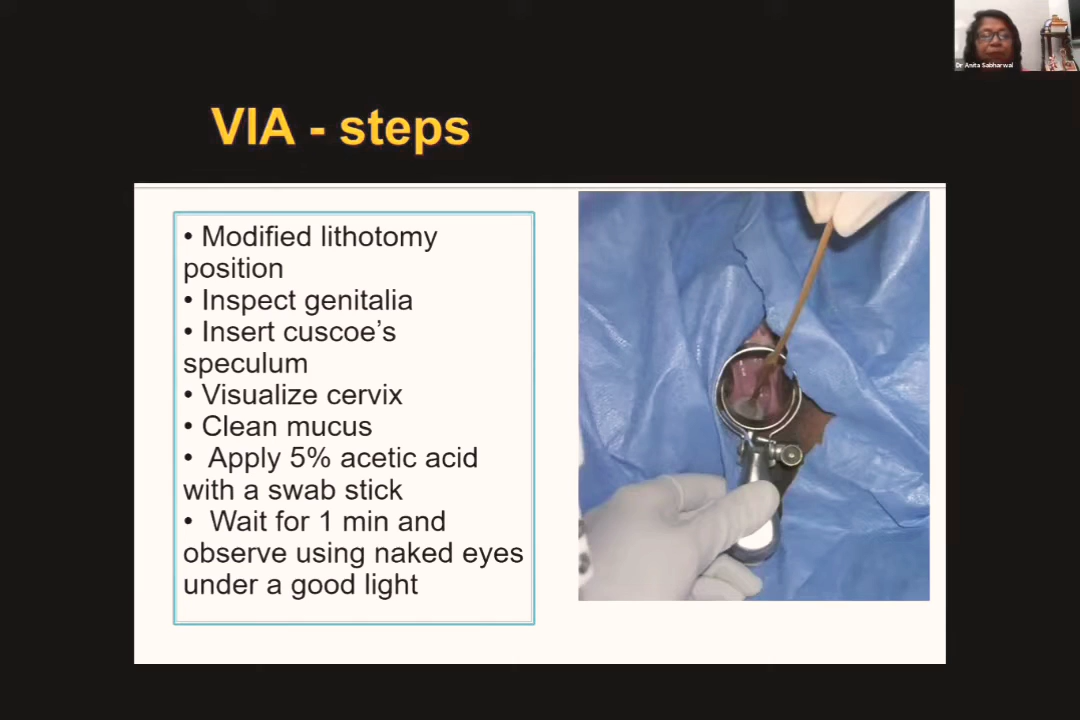 Dr Anita Sabharwal
VIA - steps
• Modified lithotomy
position
• Inspect genitalia
• Insert cuscoe’s
speculum
• Visualize cervix
• Clean mucus
• Apply 5% acetic acid
with a swab stick
• Wait for 1 min and
observe using naked eyes
under a good light